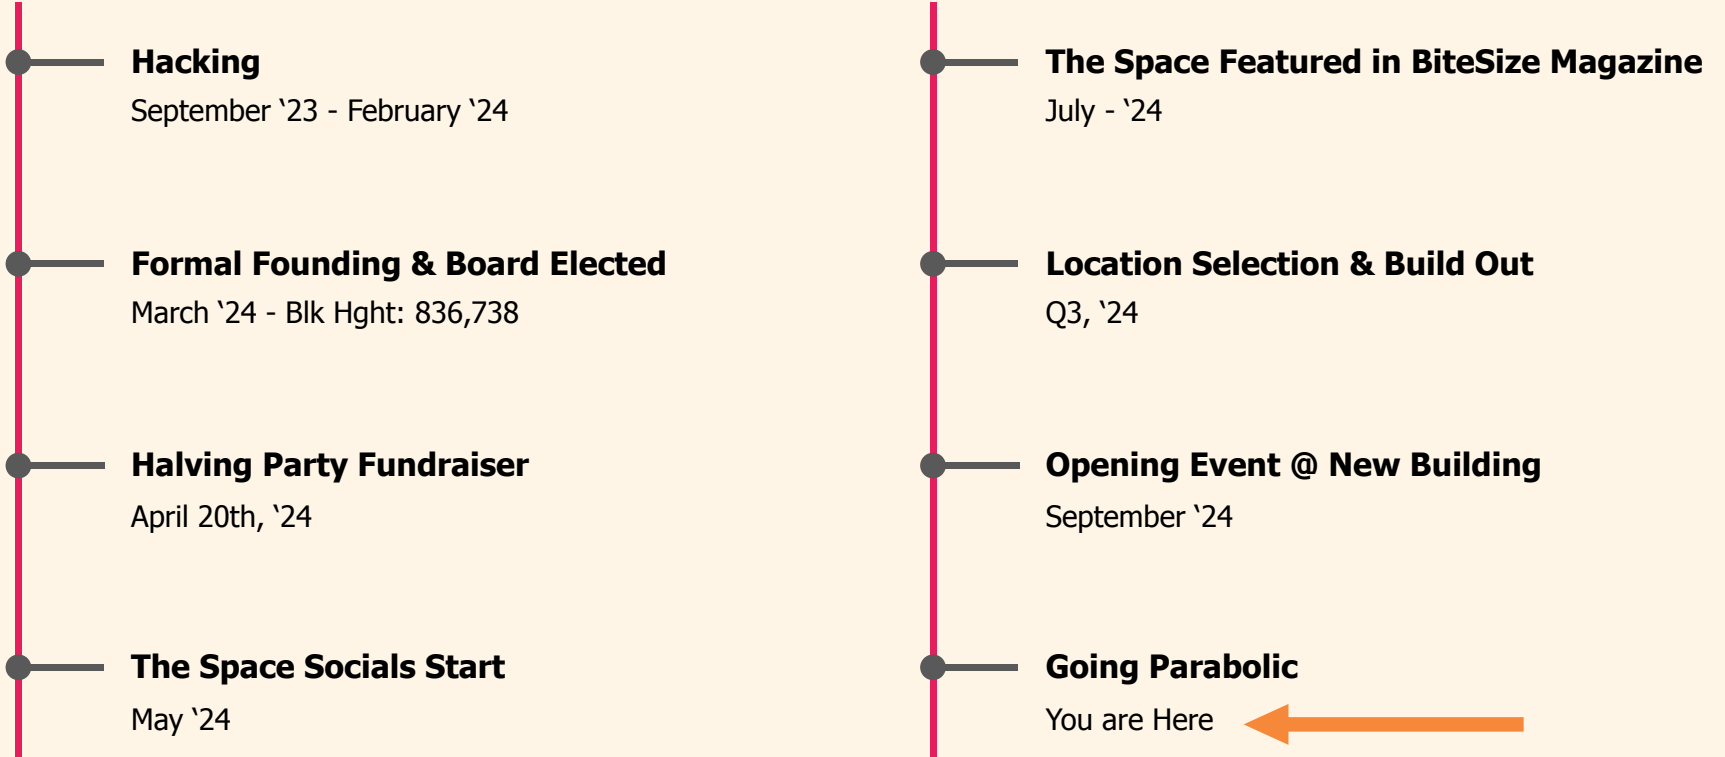 Hacking
September ‘23 - February ‘24
Formal Founding & Board Elected
March ‘24 - Blk Hght: 836,738
Halving Party Fundraiser
April 20th, ‘24
The Space Socials Start
May ‘24
The Space Featured in BiteSize Magazine
July - ‘24
Location Selection & Build Out
Q3, ‘24
Opening Event @ New Building
September ‘24
Going Parabolic
You are Here